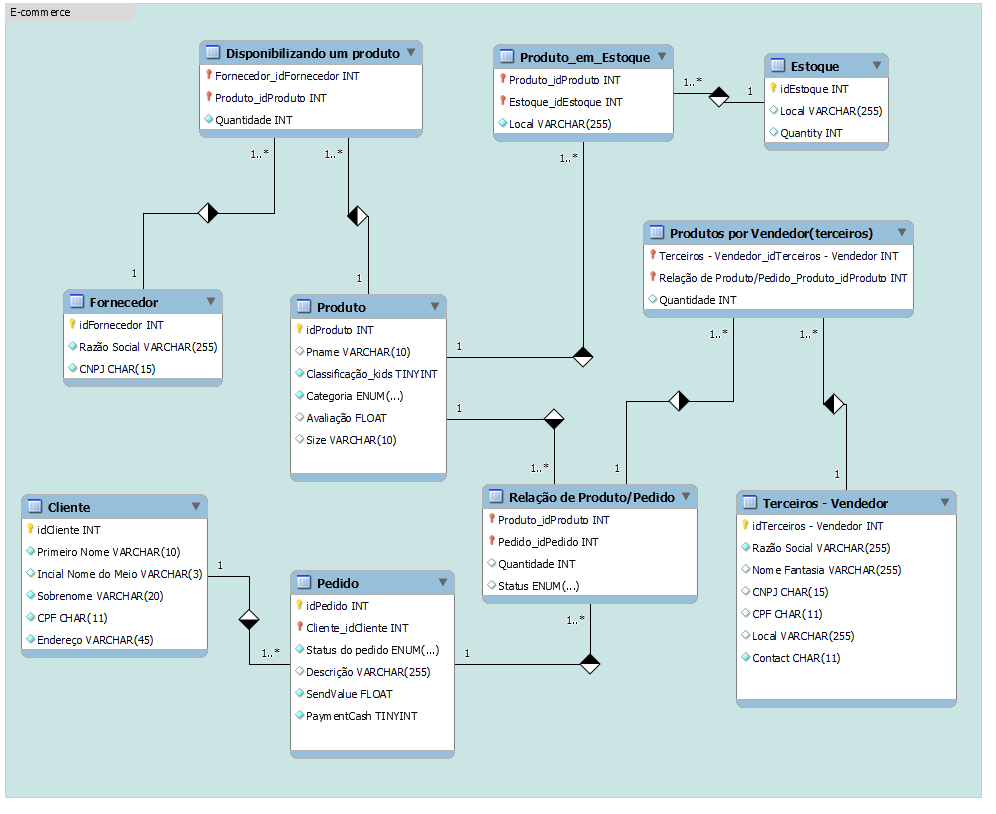 E-commerce
Disponibilizando um produto
Fornecedor_idFornecedor INT
Produto_idProduto INT
Quantidade INT
Produto_em_Estoque
Produto_idProduto INT
Estoque_idEstoque INT
Local VARCHAR(255)
1..*
1
Estoque
idEstoque INT
Local VARCHAR(255)
Quantity INT
1..*
1..*
1..*
1
1
Produtos por Vendedor(terceiros)
Terceiros - Vendedor_idTerceiros - Vendedor INT
Relação de Produto/Pedido_Produto_idProduto INT
Quantidade INT
Fornecedor
idFornecedor INT
Razão Social VARCHAR(255)
CNPJ CHAR(15)
Produto
idProduto INT
Pname VARCHAR(10)
Classificação_kids TINYINT
Categoria ENUM(...)
Avaliação FLOAT
Size VARCHAR(10)
1
1
1..*
1..*
1..*
1
1
Relação de Produto/Pedido
Produto_idProduto INT
Pedido_idPedido INT
Quantidade INT
Status ENUM(...)
Terceiros - Vendedor
idTerceiros - Vendedor INT
Razão Social VARCHAR(255)
Nome Fantasia VARCHAR(255)
CNPJ CHAR(15)
CPF CHAR(11)
Local VARCHAR(255)
Contact CHAR(11)
Cliente
idCliente INT
Primeiro Nome VARCHAR(10)
Incial Nome do Meio VARCHAR(3)
Sobrenome VARCHAR(20)
CPF CHAR(11)
Endereço VARCHAR(45)
1
1..*
Pedido
idPedido INT
Cliente_idCliente INT
Status do pedido ENUM(...)
Descrição VARCHAR(255)
SendValue FLOAT
PaymentCash TINYINT
1
1..*